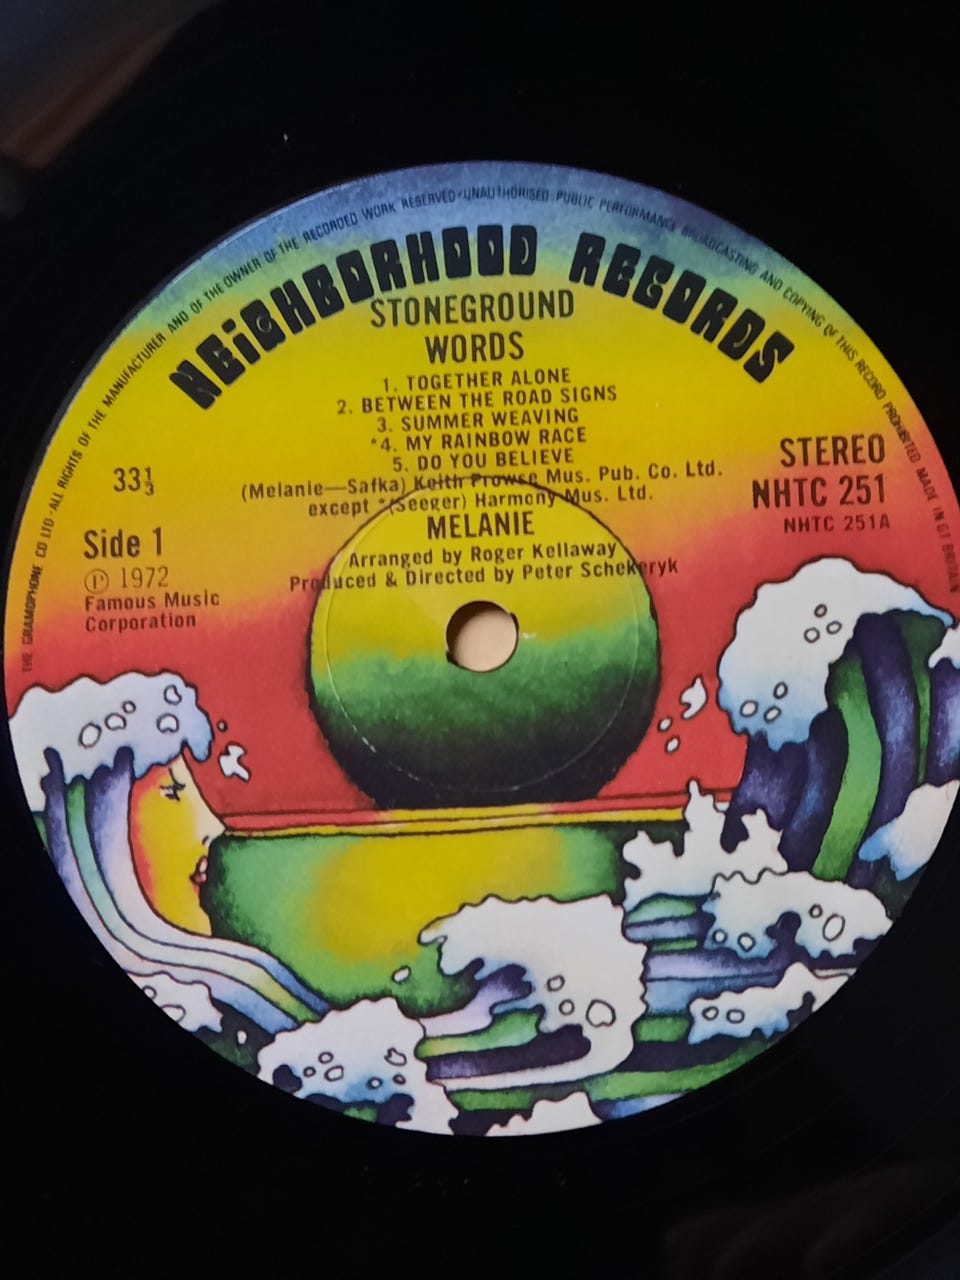 THE GRAMOPHONE CO LTD·ALL RIGHTS OF THE MANUFACTURER AND OF THE OWNER OF THE RECORDED WORK RESERVED·UNAUTHORISED PUBLIC PERFORMANCE BROADCASTING AND COPYING OF THIS RECORD PROHIBITED MADE IN GT BRITAIN
NEiGHBORHOOD RECORDS
STONEGROUND
WORDS
1. TOGETHER ALONE
2. BETWEEN THE ROAD SIGNS
3. SUMMER WEAVING
*4. MY RAINBOW RACE
5. DO YOU BELIEVE
(Melanie—Safka) Keith Prowse Mus. Pub. Co. Ltd.
except *(Seeger) Harmony Mus. Ltd.
MELANIE
Arranged by Roger Kellaway
Produced & Directed by Peter Schekeryk
33⅓
Side 1
Ⓟ 1972
Famous Music
Corporation
STEREO
NHTC 251
NHTC 251A